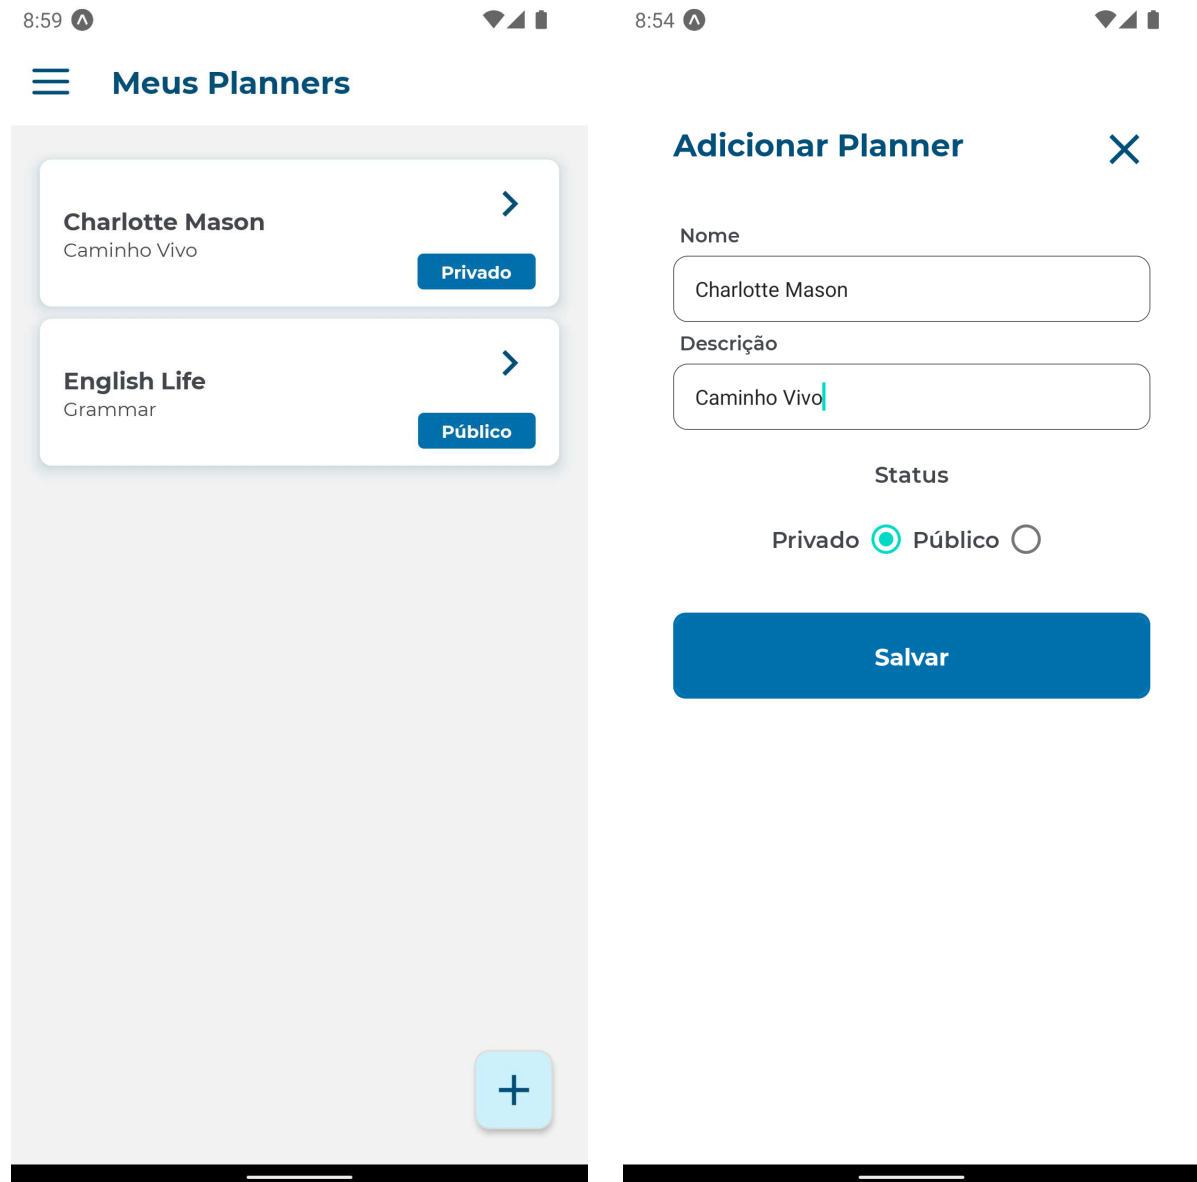 8:59
Meus Planners
Charlotte Mason
Caminho Vivo
Privado
English Life
Grammar
Público
8:54
Adicionar Planner
Nome
Charlotte Mason
Descrição
Caminho Vivo
Status
Privado Público
Salvar